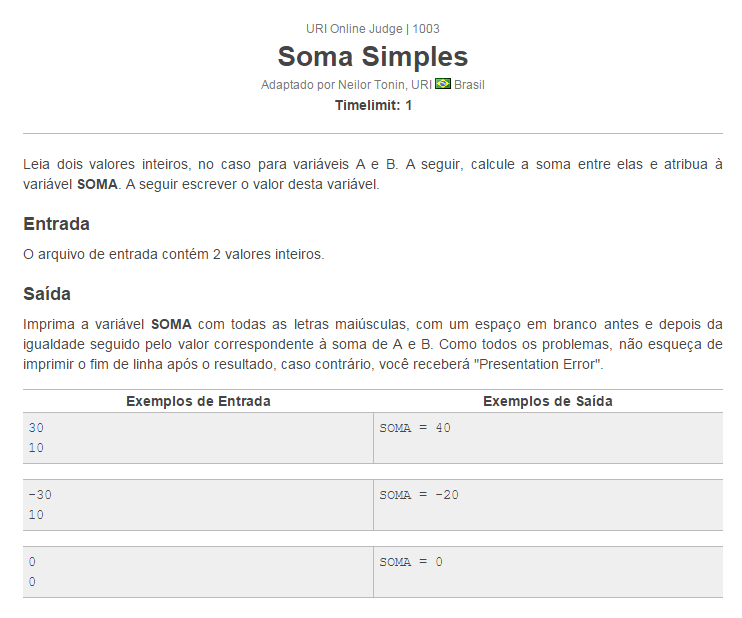 URI Online Judge | 1003
Soma Simples
Adaptado por Neilor Tonin, URI Brasil
Timelimit: 1
Leia dois valores inteiros, no caso para variáveis A e B. A seguir, calcule a soma entre elas e atribua à
variável SOMA. A seguir escrever o valor desta variável.
Entrada
O arquivo de entrada contém 2 valores inteiros.
Saída
Imprima a variável SOMA com todas as letras maiúsculas, com um espaço em branco antes e depois da
igualdade seguido pelo valor correspondente à soma de A e B. Como todos os problemas, não esqueça de
imprimir o fim de linha após o resultado, caso contrário, você receberá "Presentation Error".
Exemplos de Entrada Exemplos de Saída
30 SOMA = 40
10
-30 SOMA = -20
10
0 SOMA = 0
0